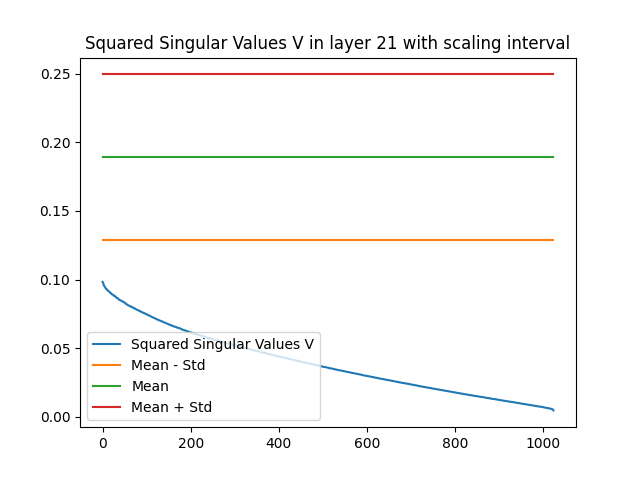 Squared Singular Values V in layer 21 with scaling interval
0.25
0.20
0.15
0.10
0.05
0.00
Squared Singular Values V
Mean - Std
Mean
Mean + Std
0 200 400 600 800 1000